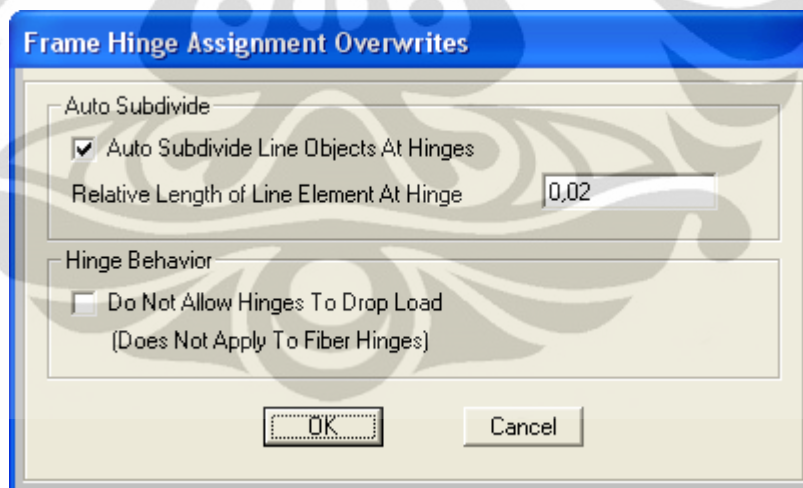 Frame Hinge Assignment Overwrites
Auto Subdivide
Auto Subdivide Line Objects At Hinges
Relative Length of Line Element At Hinge 0,02
Hinge Behavior
Do Not Allow Hinges To Drop Load
(Does Not Apply To Fiber Hinges)
OK Cancel